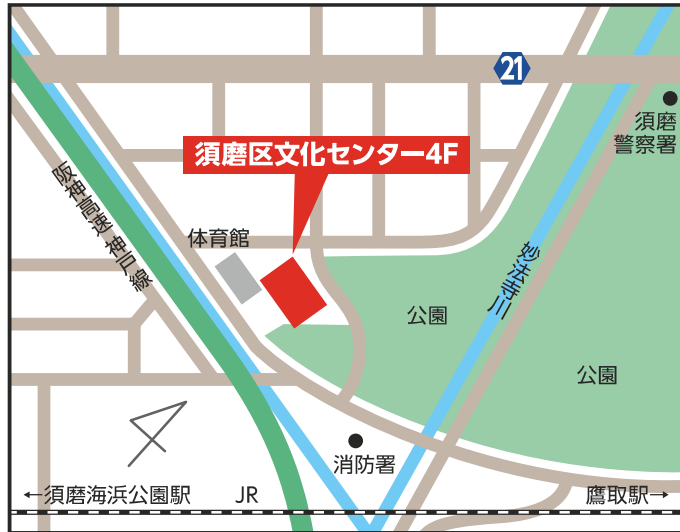 21
須磨
警察署
須磨区文化センター4F
阪神高速神戸線
体育館
妙法寺川
公園
公園
消防署
←須磨海浜公園駅
JR
鷹取駅→